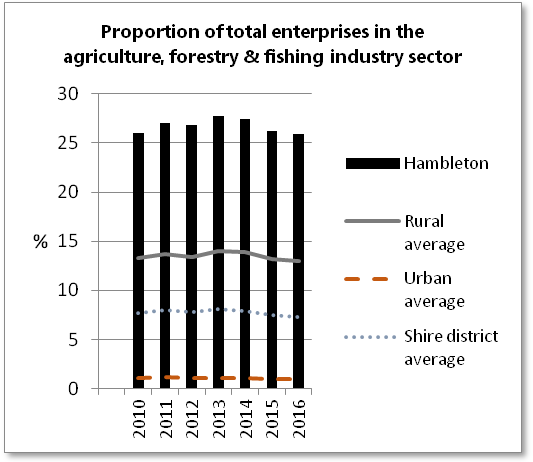 Proportion of total enterprises in the
agriculture, forestry & fishing industry sector
30
25
20
15
10
5
0
%
2010
2011
2012
2013
2014
2015
2016
Hambleton
Rural
average
Urban
average
Shire district
average